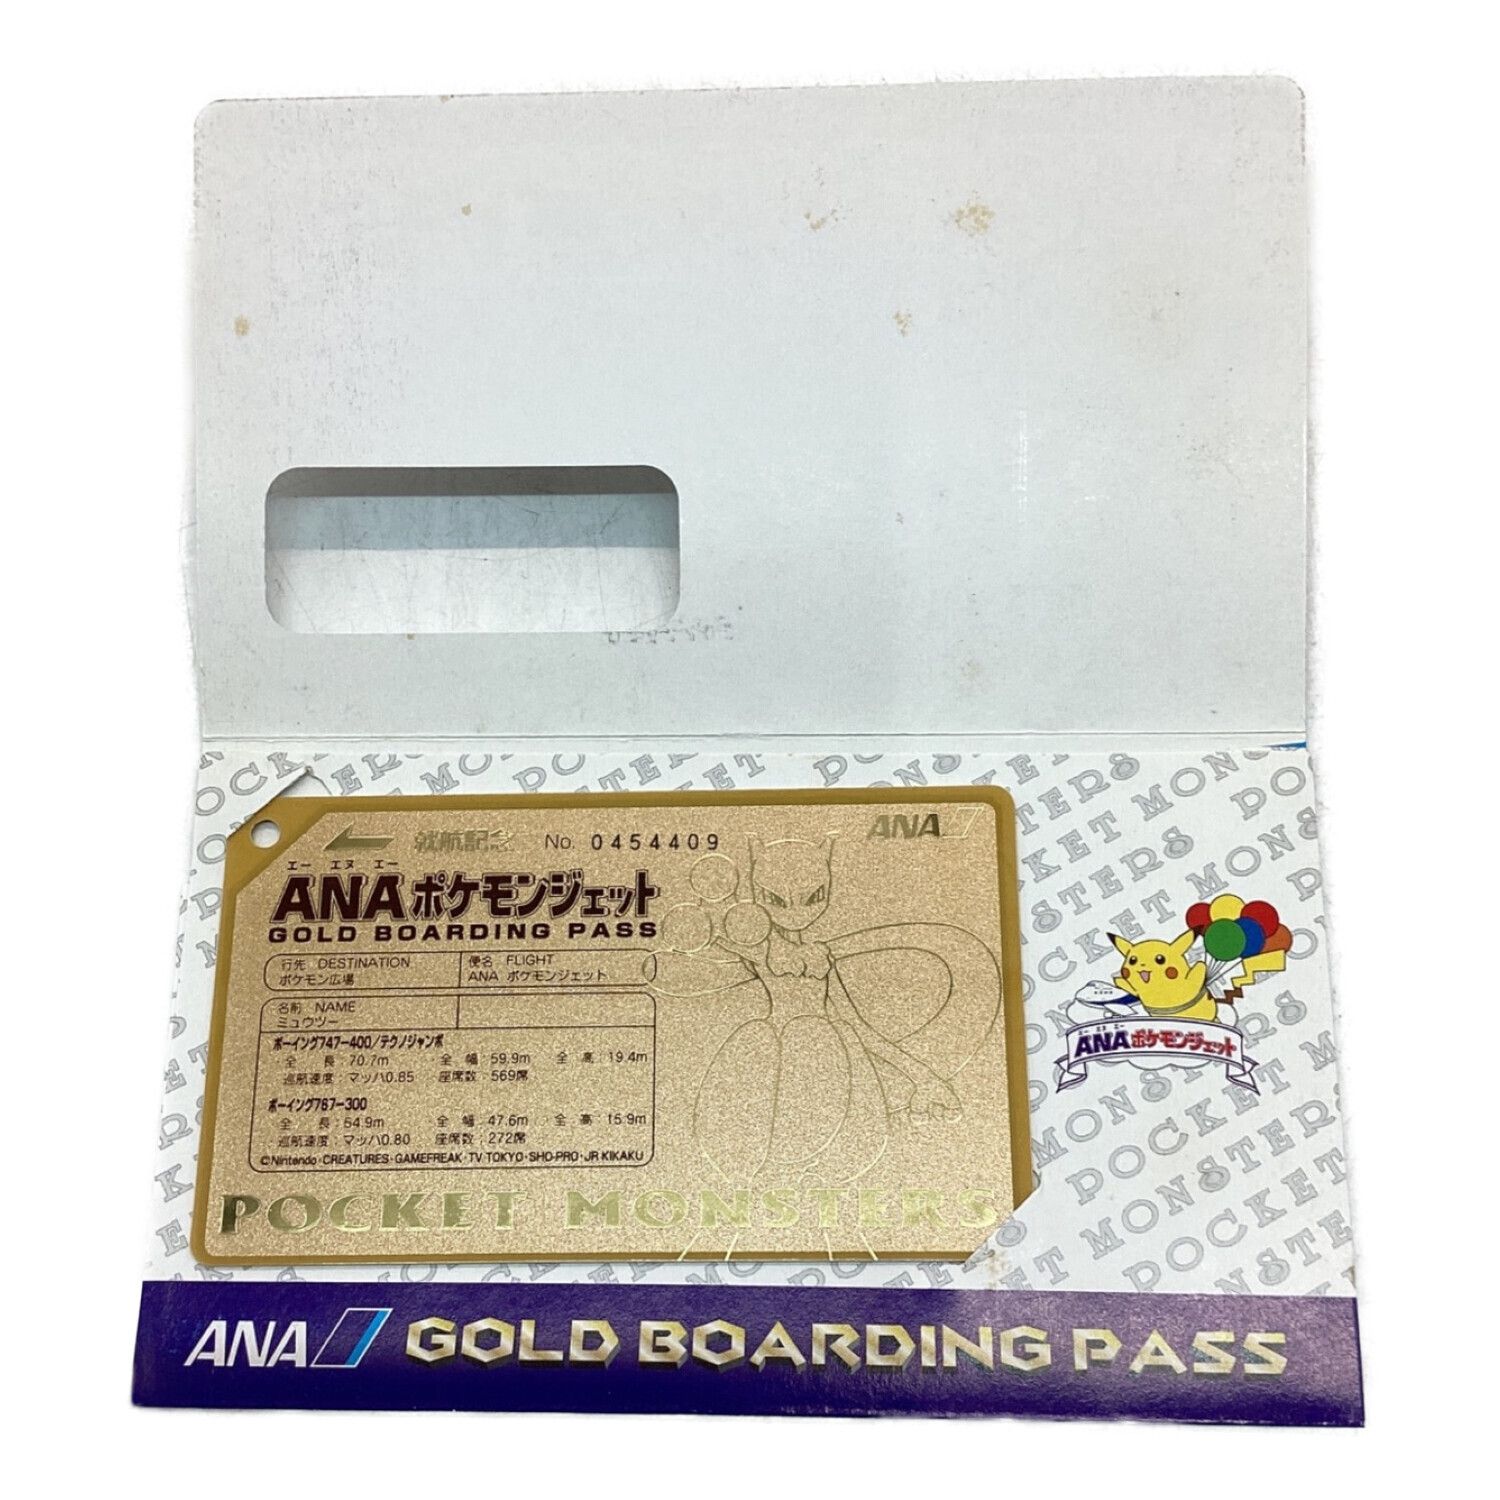 就航記念 No. 0454409 ANA
エー エヌ エー
ANAポケモンジェット
GOLD BOARDING PASS
行先 DESTINATION 便名 FLIGHT
ポケモン広場 ANA ポケモンジェット
名前 NAME
ミュウツー
ボーイング747-400/テクノジャンボ
全長:70.7m 全幅:59.9m 全高:19.4m
巡航速度:マッハ0.85 座席数:569席
ボーイング767-300
全長:54.9m 全幅:47.6m 全高:15.9m
巡航速度:マッハ0.80 座席数:272席
©Nintendo・CREATURES・GAMEFREAK・TV TOKYO・SHO-PRO・JR KIKAKU
POCKET MONSTERS
エー エヌ エー
ANAポケモンジェット
POCKET MONSTERS
ANA GOLD BOARDING PASS